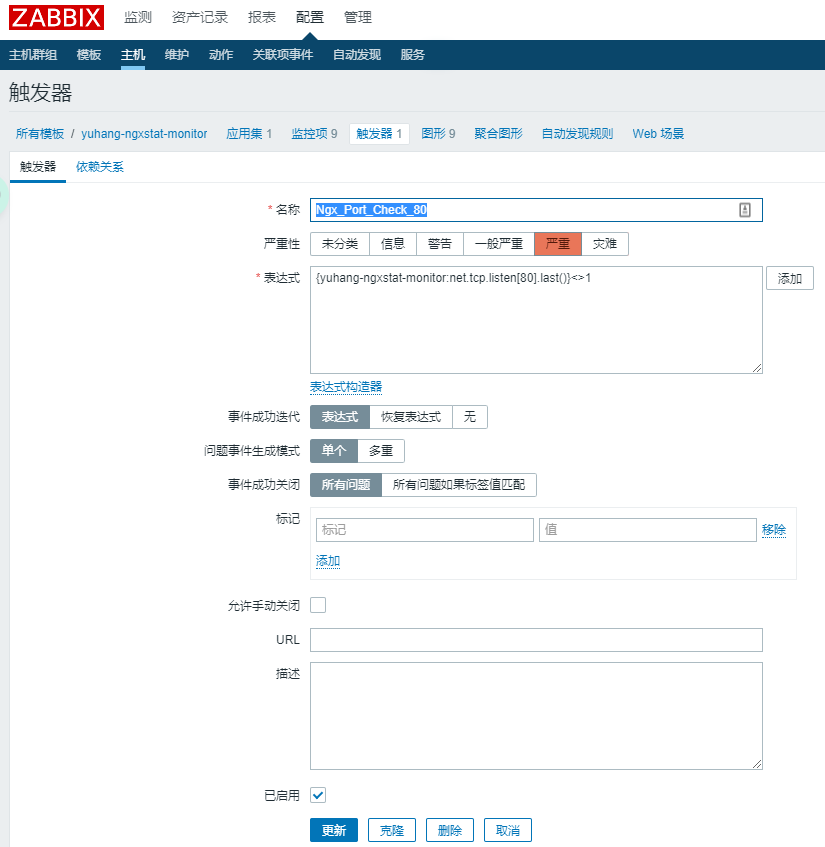 ZABBIX 监测 资产记录 报表 配置 管理
主机群组 模板 主机 维护 动作 关联项事件 自动发现 服务
触发器
所有模板 / yuhang-ngxstat-monitor 应用集 1 监控项 9 触发器 1 图形 9 聚合图形 自动发现规则 Web 场景
触发器 依赖关系
* 名称 Ngx_Port_Check_80
严重性 未分类 信息 警告 一般严重 严重 灾难
* 表达式 {yuhang-ngxstat-monitor:net.tcp.listen[80].last()}<>1 添加
表达式构造器
事件成功迭代 表达式 恢复表达式 无
问题事件生成模式 单个 多重
事件成功关闭 所有问题 所有问题如果标签值匹配
标记 标记 值 移除
添加
允许手动关闭
URL
描述
已启用
更新 克隆 删除 取消